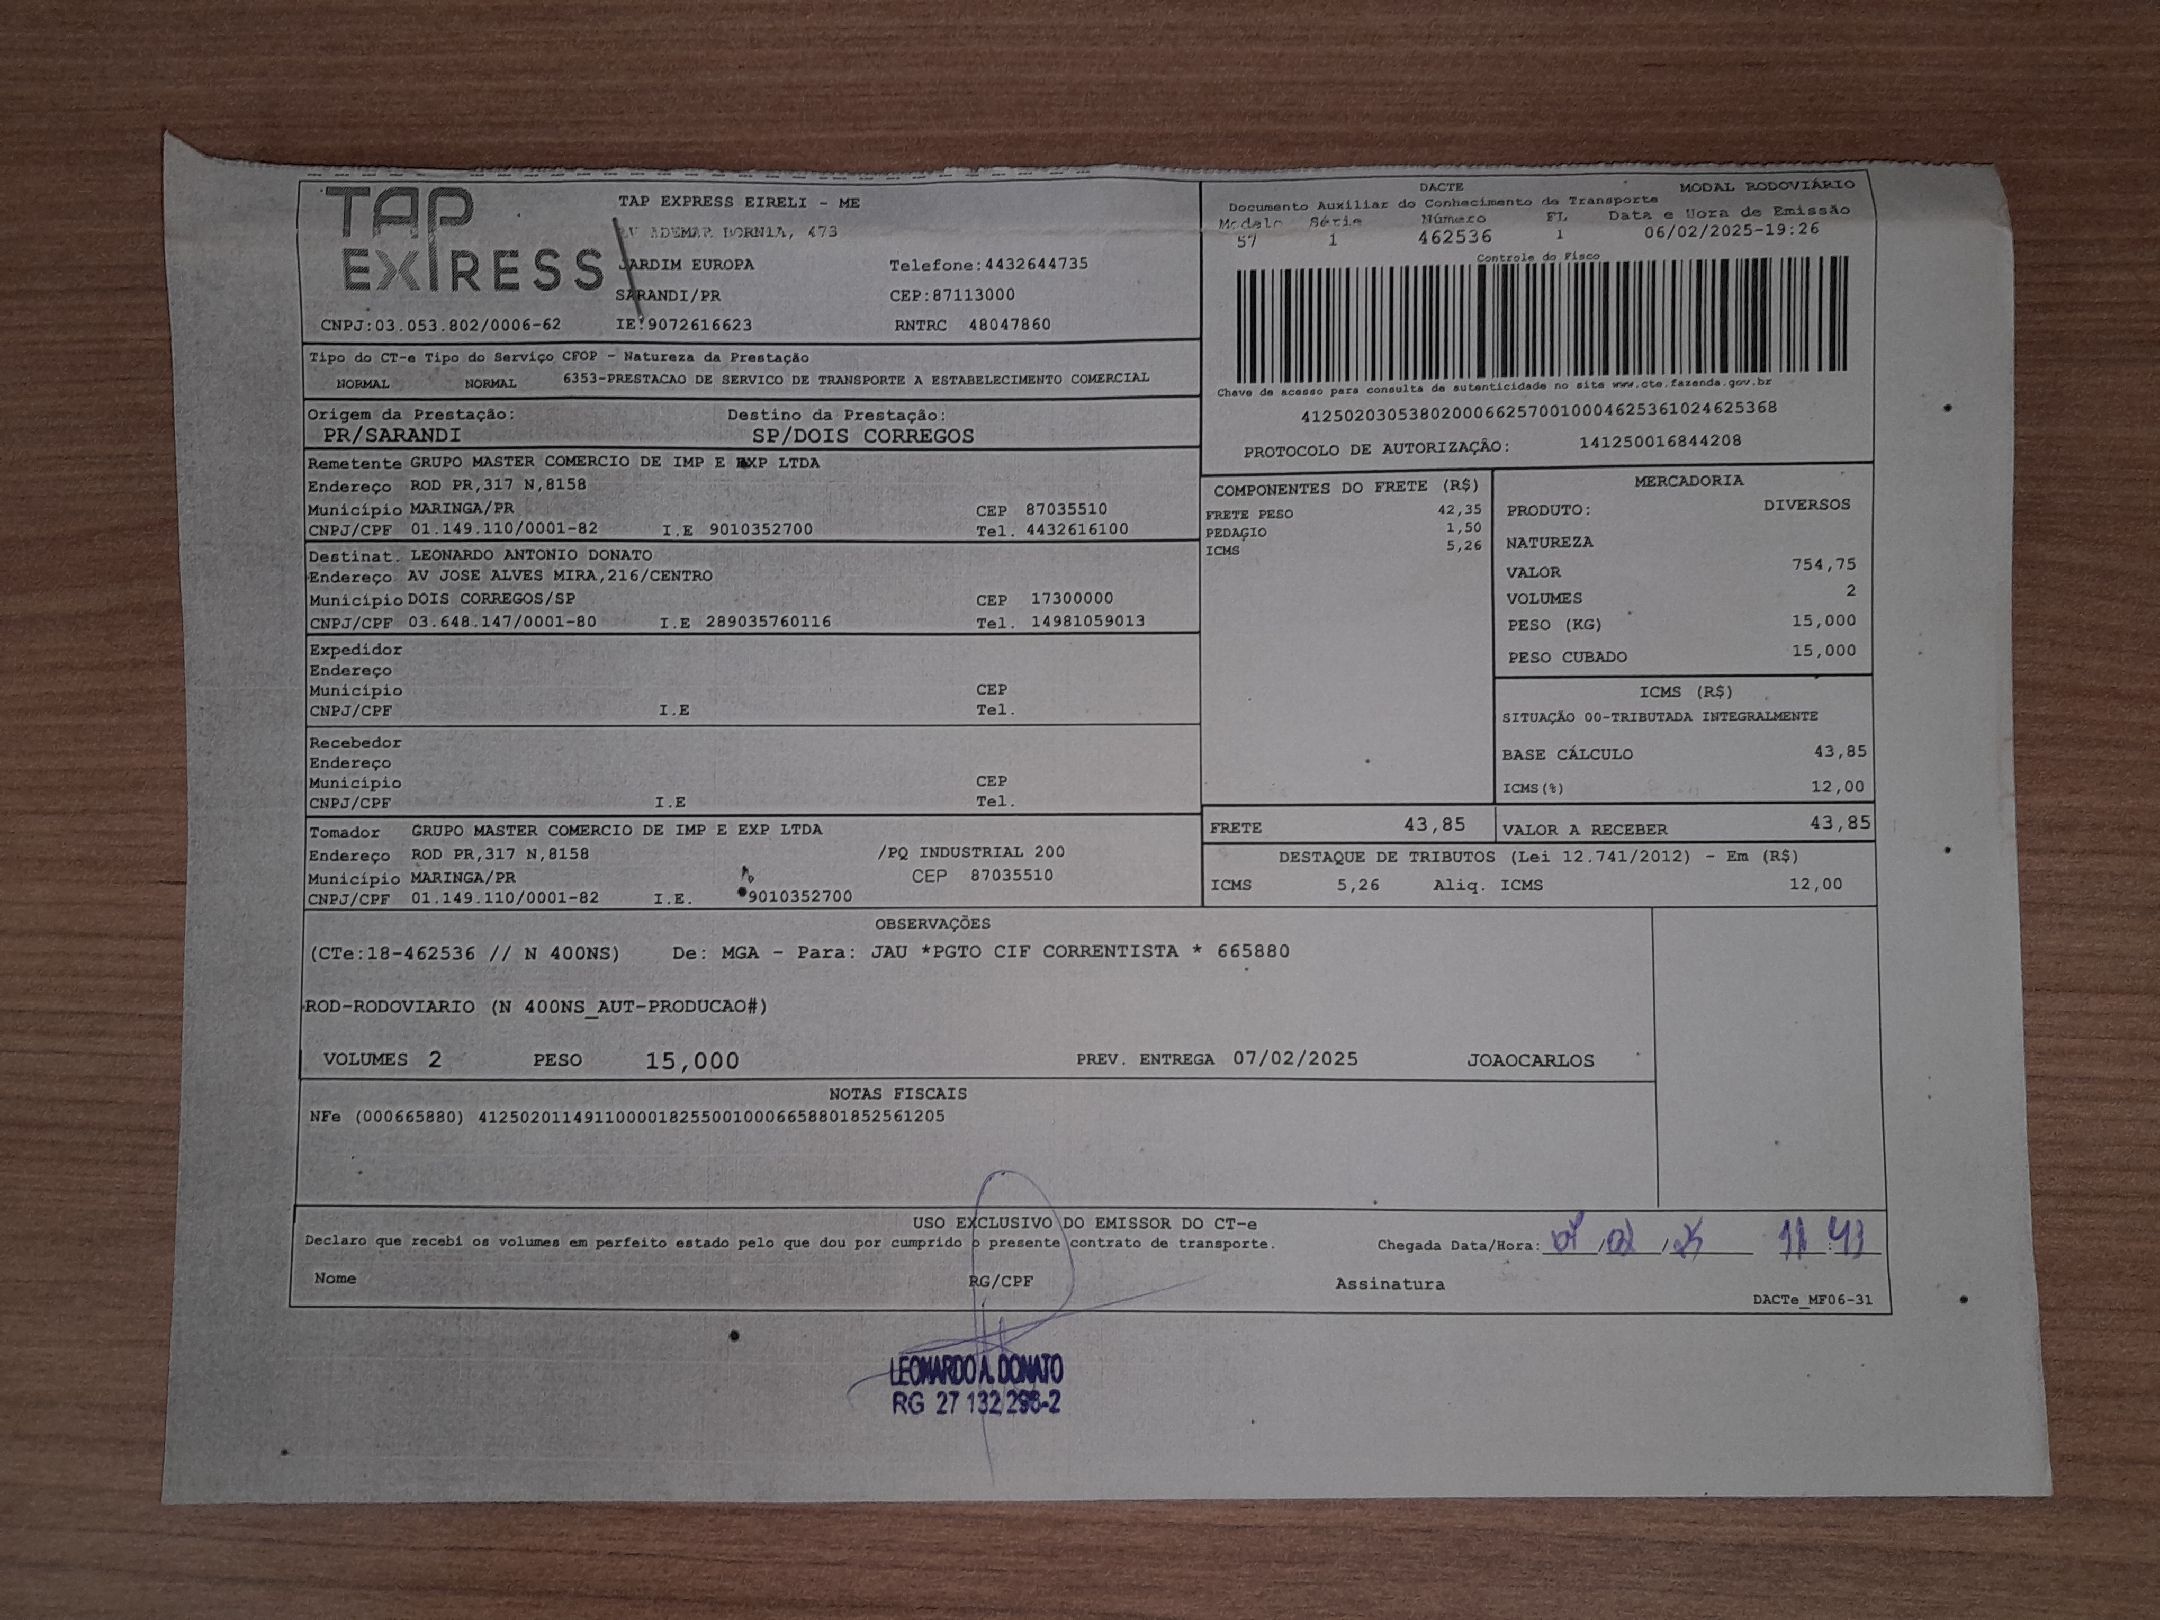 TAP
EXPRESS
CNPJ:03.053.802/0006-62
TAP EXPRESS EIRELI - ME
AV ADEMAR BORNIA, 473
JARDIM EUROPA Telefone:4432644735
SARANDI/PR CEP:87113000
IE:9072616623 RNTRC 48047860
DACTE MODAL RODOVIÁRIO
Documento Auxiliar do Conhecimento de Transporte
Modelo Série Número FL Data e Hora de Emissão
57 1 462536 1 06/02/2025-19:26
Controle do Fisco
Chave de acesso para consulta de autenticidade no site www.cte.fazenda.gov.br
41250203053802000662570010004625361024625368
PROTOCOLO DE AUTORIZAÇÃO: 141250016844208
Tipo do CT-e Tipo do Serviço CFOP - Natureza da Prestação
NORMAL NORMAL 6353-PRESTACAO DE SERVICO DE TRANSPORTE A ESTABELECIMENTO COMERCIAL
Origem da Prestação: Destino da Prestação:
PR/SARANDI SP/DOIS CORREGOS
Remetente GRUPO MASTER COMERCIO DE IMP E EXP LTDA
Endereço ROD PR,317 N,8158
Município MARINGA/PR CEP 87035510
CNPJ/CPF 01.149.110/0001-82 I.E 9010352700 Tel. 4432616100
Destinat. LEONARDO ANTONIO DONATO
Endereço AV JOSE ALVES MIRA,216/CENTRO
Município DOIS CORREGOS/SP CEP 17300000
CNPJ/CPF 03.648.147/0001-80 I.E 289035760116 Tel. 14981059013
Expedidor
Endereço
Município CEP
CNPJ/CPF I.E Tel.
Recebedor
Endereço
Município CEP
CNPJ/CPF I.E Tel.
Tomador GRUPO MASTER COMERCIO DE IMP E EXP LTDA
Endereço ROD PR,317 N,8158 /PQ INDUSTRIAL 200
Município MARINGA/PR CEP 87035510
CNPJ/CPF 01.149.110/0001-82 I.E. 9010352700
COMPONENTES DO FRETE (R$)
FRETE PESO 42,35
PEDAGIO 1,50
ICMS 5,26
MERCADORIA
PRODUTO: DIVERSOS
NATUREZA
VALOR 754,75
VOLUMES 2
PESO (KG) 15,000
PESO CUBADO 15,000
ICMS (R$)
SITUAÇÃO 00-TRIBUTADA INTEGRALMENTE
BASE CÁLCULO 43,85
ICMS(%) 12,00
FRETE 43,85 VALOR A RECEBER 43,85
DESTAQUE DE TRIBUTOS (Lei 12.741/2012) - Em (R$)
ICMS 5,26 Aliq. ICMS 12,00
OBSERVAÇÕES
(CTe:18-462536 // N 400NS) De: MGA - Para: JAU *PGTO CIF CORRENTISTA * 665880
ROD-RODOVIARIO (N 400NS_AUT-PRODUCAO#)
VOLUMES 2 PESO 15,000 PREV. ENTREGA 07/02/2025 JOAOCARLOS
NOTAS FISCAIS
NFe (000665880) 41250201149110000182550010006658801852561205
USO EXCLUSIVO DO EMISSOR DO CT-e
Declaro que recebi os volumes em perfeito estado pelo que dou por cumprido o presente contrato de transporte.
Chegada Data/Hora: 02 25 43
Nome RG/CPF Assinatura
DACTe_MF06-31
LEONARDO A. DONATO
RG 27 132 296-2